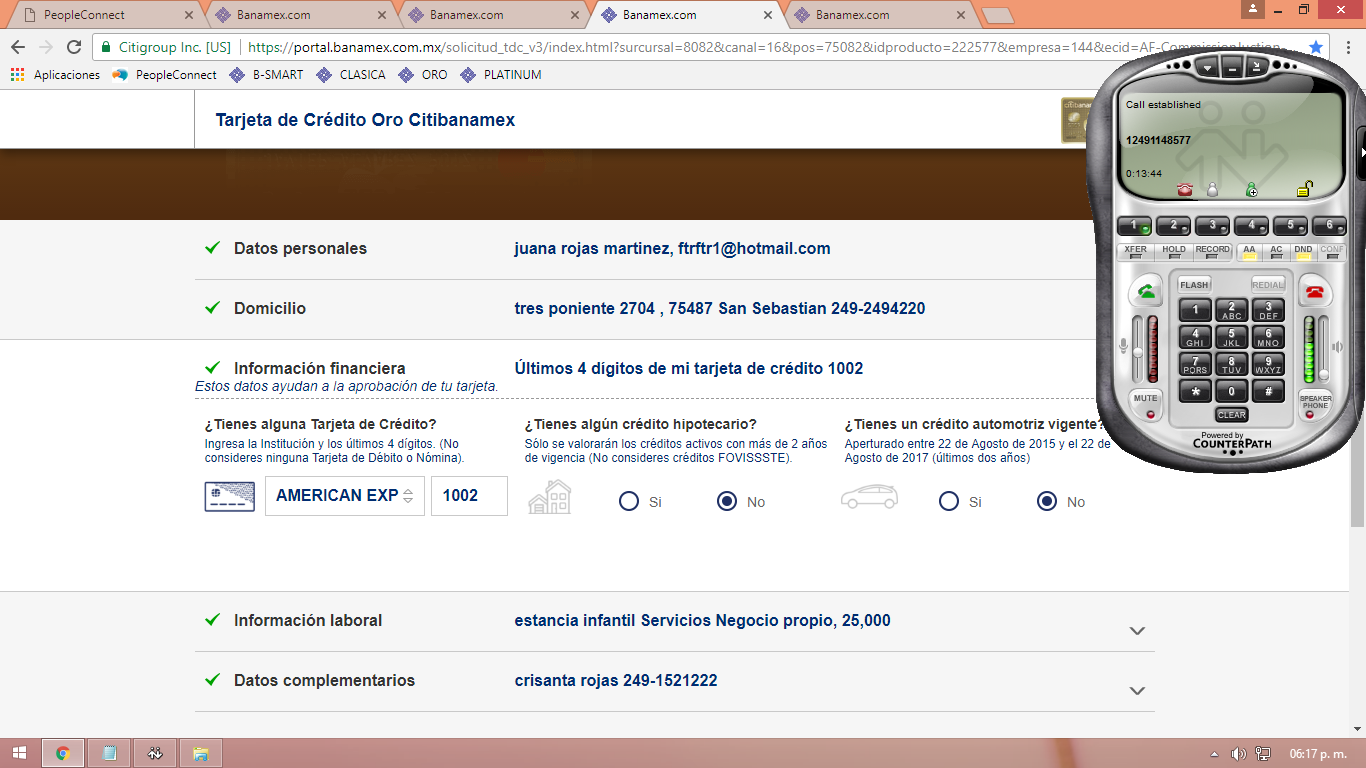 PeopleConnect
Banamex.com
Banamex.com
Banamex.com
Banamex.com
Citigroup Inc. [US] https://portal.banamex.com.mx/solicitud_tdc_v3/index.html?surcursal=8082&canal=16&pos=75082&idproducto=222577&empresa=144&ecid=AF-CommissionJuction-
Aplicaciones PeopleConnect B-SMART CLASICA ORO PLATINUM
Tarjeta de Crédito Oro Citibanamex
Datos personales juana rojas martinez, ftrftr1@hotmail.com
Domicilio tres poniente 2704 , 75487 San Sebastian 249-2494220
Información financiera Últimos 4 dígitos de mi tarjeta de crédito 1002
Estos datos ayudan a la aprobación de tu tarjeta.
¿Tienes alguna Tarjeta de Crédito?
Ingresa la Institución y los últimos 4 dígitos. (No
consideres ninguna Tarjeta de Débito o Nómina).
AMERICAN EXP 1002
¿Tienes algún crédito hipotecario?
Sólo se valorarán los créditos activos con más de 2 años
de vigencia (No consideres créditos FOVISSSTE).
Si No
¿Tienes un crédito automotriz vigente?
Aperturado entre 22 de Agosto de 2015 y el 22 de
Agosto de 2017 (últimos dos años)
Si No
Información laboral estancia infantil Servicios Negocio propio, 25,000
Datos complementarios crisanta rojas 249-1521222
Call established
12491148577
0:13:44
1 2 3 4 5 6
XFER HOLD RECORD AA AC DND CONF
FLASH REDIAL
1 2 ABC 3 DEF
4 GHI 5 JKL 6 MNO
7 PQRS 8 TUV 9 WXYZ
* 0 #
MUTE CLEAR SPEAKER PHONE
Powered by
COUNTERPATH
06:17 p. m.